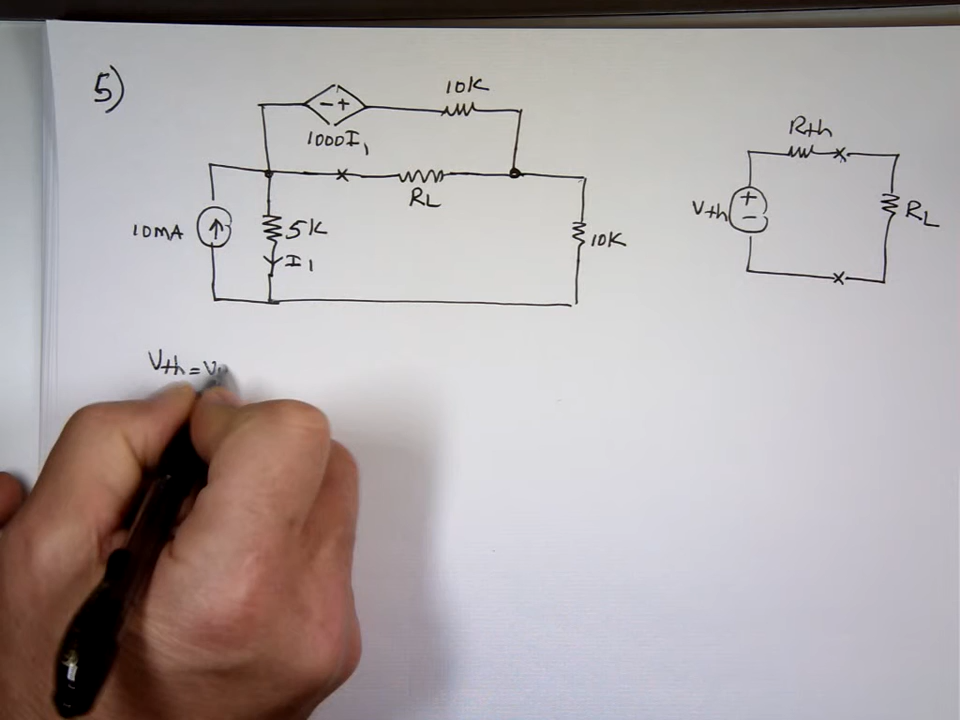 5)
10K
- +
1000I₁
Rth
RL
10MA
5K
I₁
10K
Vth
+
-
RL
Vth = V